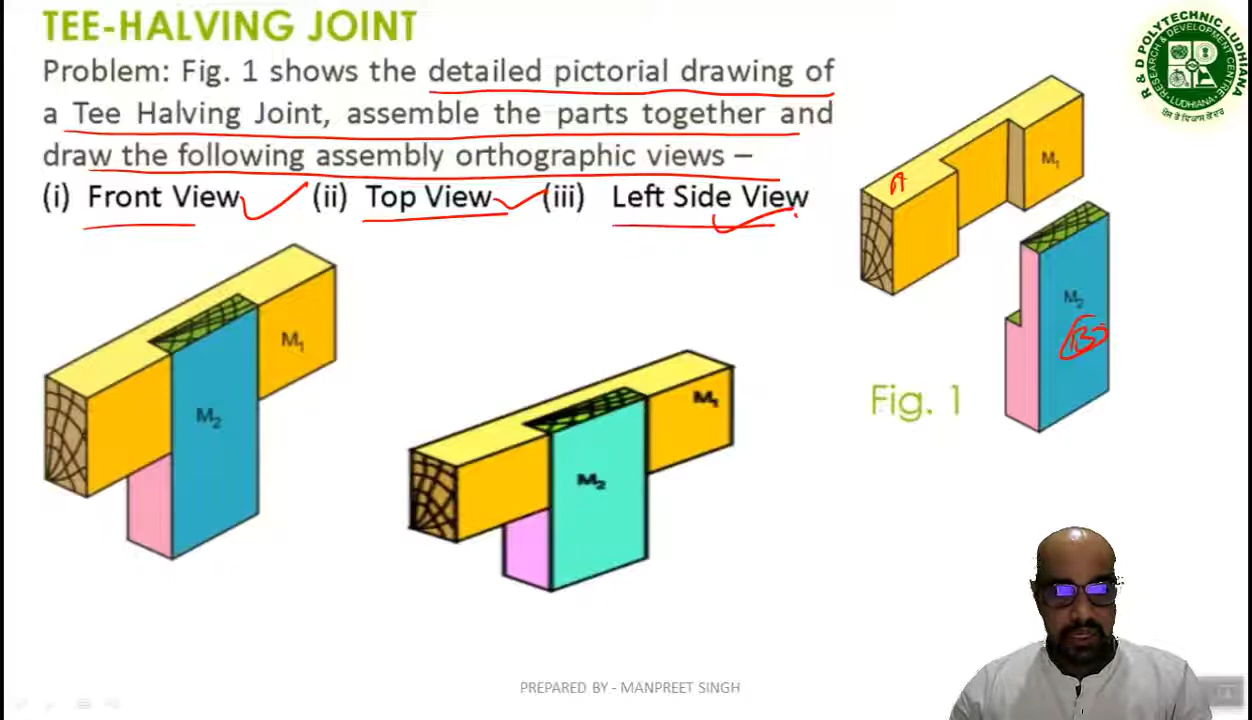 TEE-HALVING JOINT
Problem: Fig. 1 shows the detailed pictorial drawing of
a Tee Halving Joint, assemble the parts together and
draw the following assembly orthographic views –
(i) Front View (ii) Top View (iii) Left Side View
R & D POLYTECHNIC LUDHIANA
RESEARCH & DEVELOPMENT CENTRE
LUDHIANA
M1
A
M2
B
Fig. 1
M1
M2
M1
M2
PREPARED BY - MANPREET SINGH